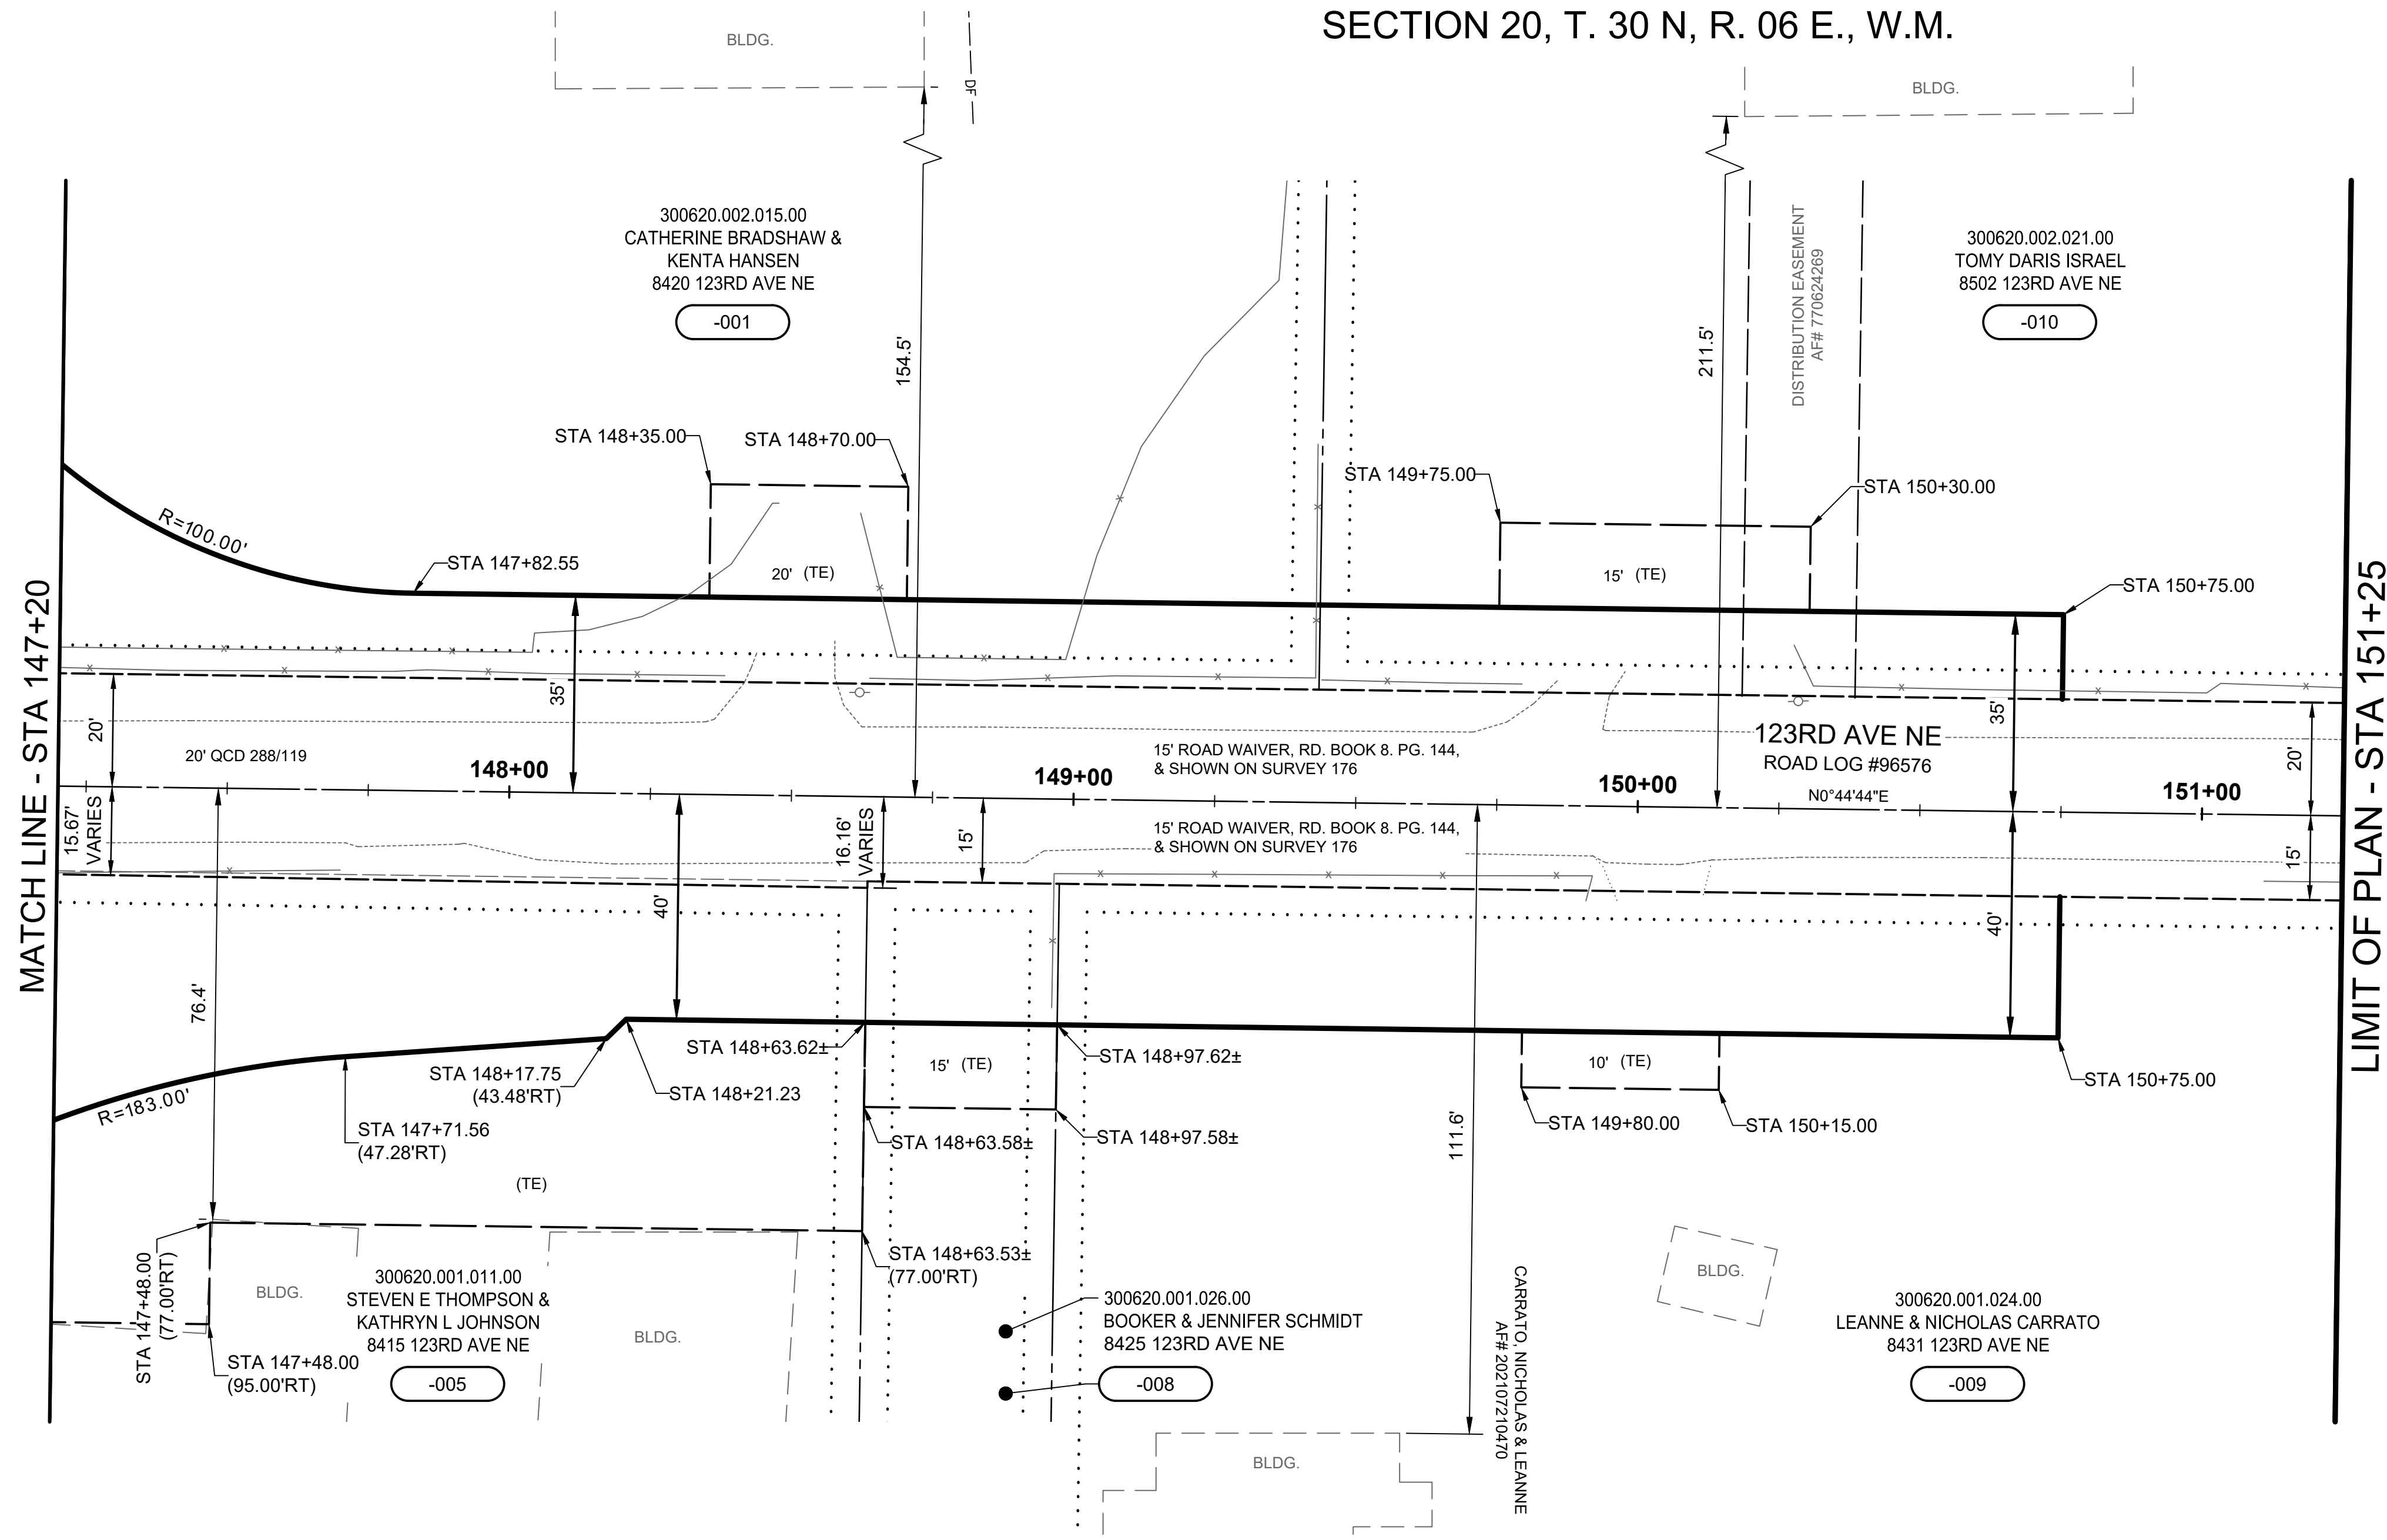 SECTION 20, T. 30 N, R. 06 E., W.M.
BLDG.
DF
BLDG.
300620.002.015.00
CATHERINE BRADSHAW &
KENTA HANSEN
8420 123RD AVE NE
-001
154.5'
211.5'
DISTRIBUTION EASEMENT
AF# 770624269
300620.002.021.00
TOMY DARIS ISRAEL
8502 123RD AVE NE
-010
STA 148+35.00
STA 148+70.00
STA 149+75.00
STA 150+30.00
R=100.00'
STA 147+82.55
20' (TE)
15' (TE)
STA 150+75.00
MATCH LINE - STA 147+20
LIMIT OF PLAN - STA 151+25
20'
35'
35'
20'
20' QCD 288/119
148+00
15' ROAD WAIVER, RD. BOOK 8. PG. 144,
& SHOWN ON SURVEY 176
149+00
150+00
123RD AVE NE
ROAD LOG #96576
N0°44'44"E
151+00
15.67'
VARIES
16.16'
VARIES
15'
15' ROAD WAIVER, RD. BOOK 8. PG. 144,
& SHOWN ON SURVEY 176
15'
40'
40'
76.4'
STA 148+63.62±
15' (TE)
STA 148+97.62±
10' (TE)
STA 148+17.75
(43.48'RT)
STA 148+21.23
STA 150+75.00
R=183.00'
STA 147+71.56
(47.28'RT)
STA 148+63.58±
STA 148+97.58±
111.6'
STA 149+80.00
STA 150+15.00
(TE)
STA 147+48.00
(77.00'RT)
STA 148+63.53±
(77.00'RT)
BLDG.
300620.001.011.00
STEVEN E THOMPSON &
KATHRYN L JOHNSON
8415 123RD AVE NE
-005
STA 147+48.00
(95.00'RT)
BLDG.
300620.001.026.00
BOOKER & JENNIFER SCHMIDT
8425 123RD AVE NE
-008
CARRATO, NICHOLAS & LEANNE
AF# 202107210470
BLDG.
300620.001.024.00
LEANNE & NICHOLAS CARRATO
8431 123RD AVE NE
-009
BLDG.